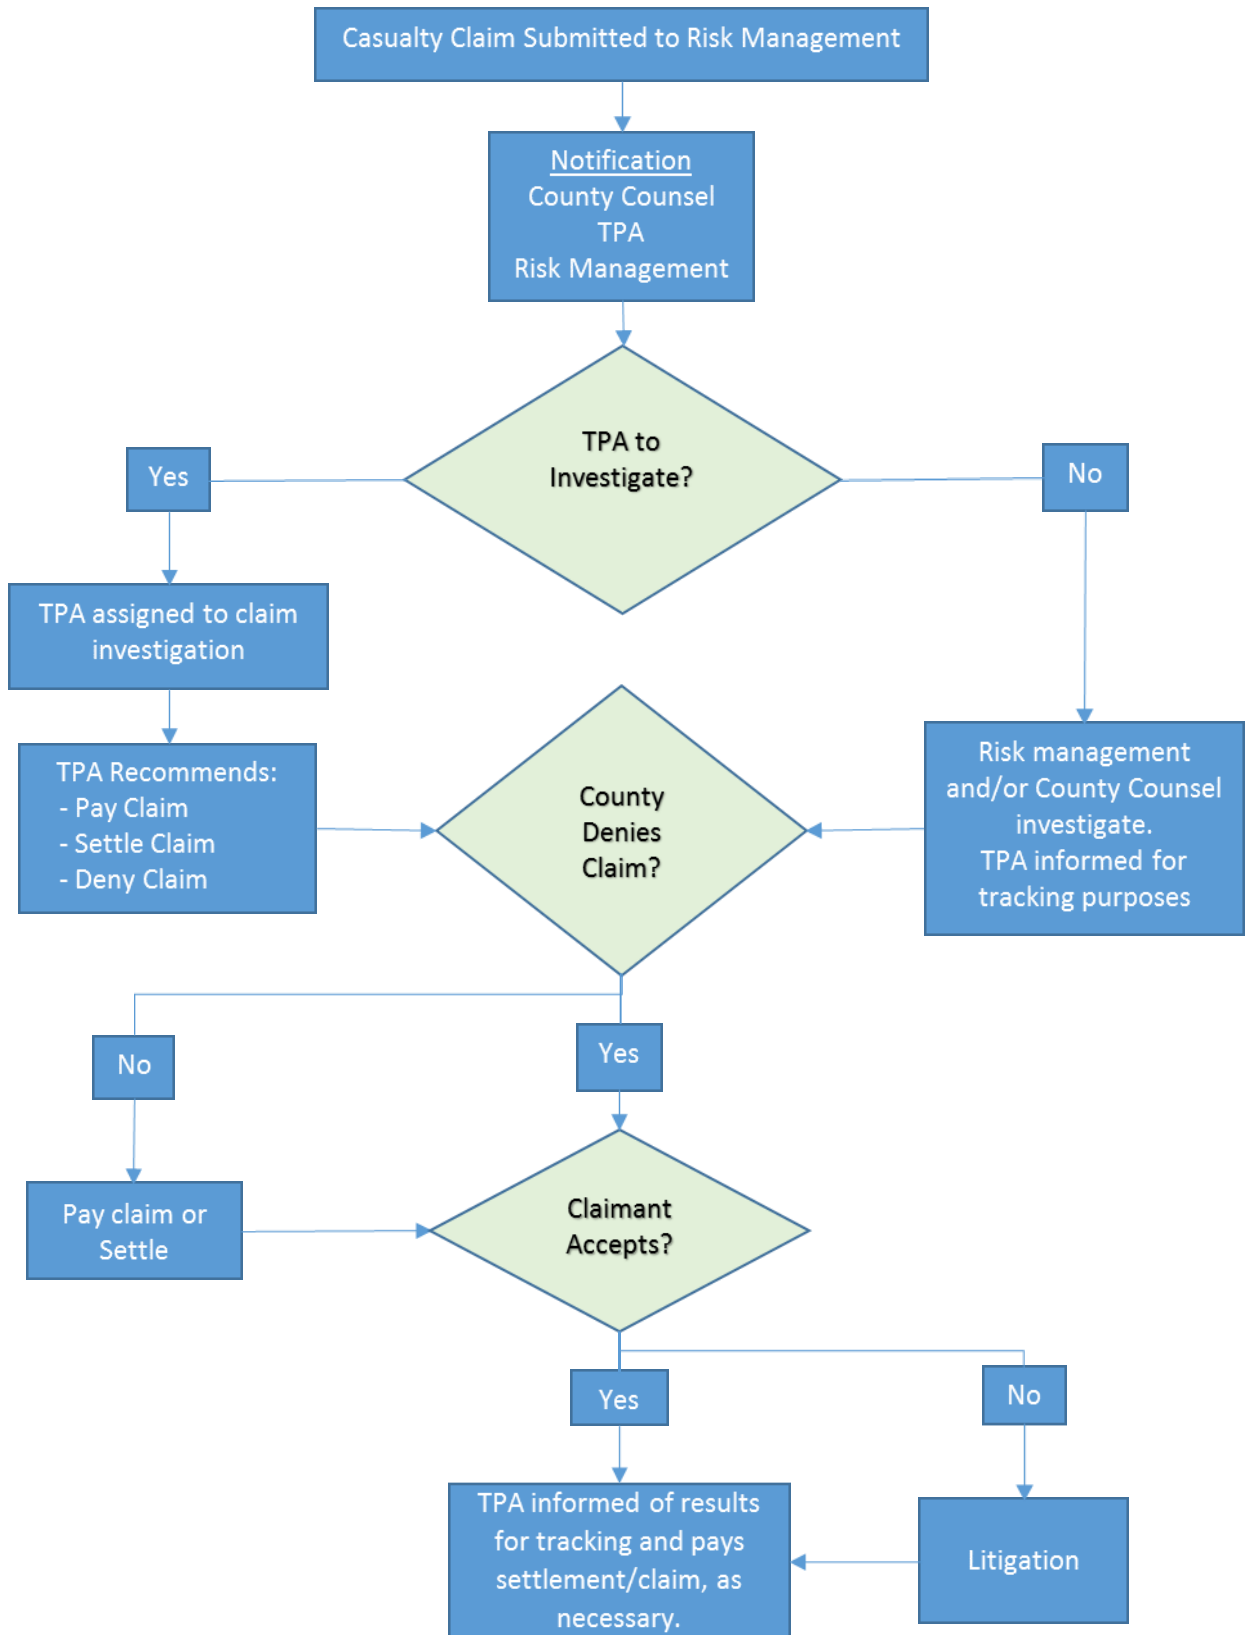 Casualty Claim Submitted to Risk Management
Notification
County Counsel
TPA
Risk Management
TPA to
Investigate?
Yes
No
TPA assigned to claim
investigation
TPA Recommends:
- Pay Claim
- Settle Claim
- Deny Claim
County
Denies
Claim?
Risk management
and/or County Counsel
investigate.
TPA informed for
tracking purposes
No
Yes
Pay claim or
Settle
Claimant
Accepts?
Yes
No
TPA informed of results
for tracking and pays
settlement/claim, as
necessary.
Litigation